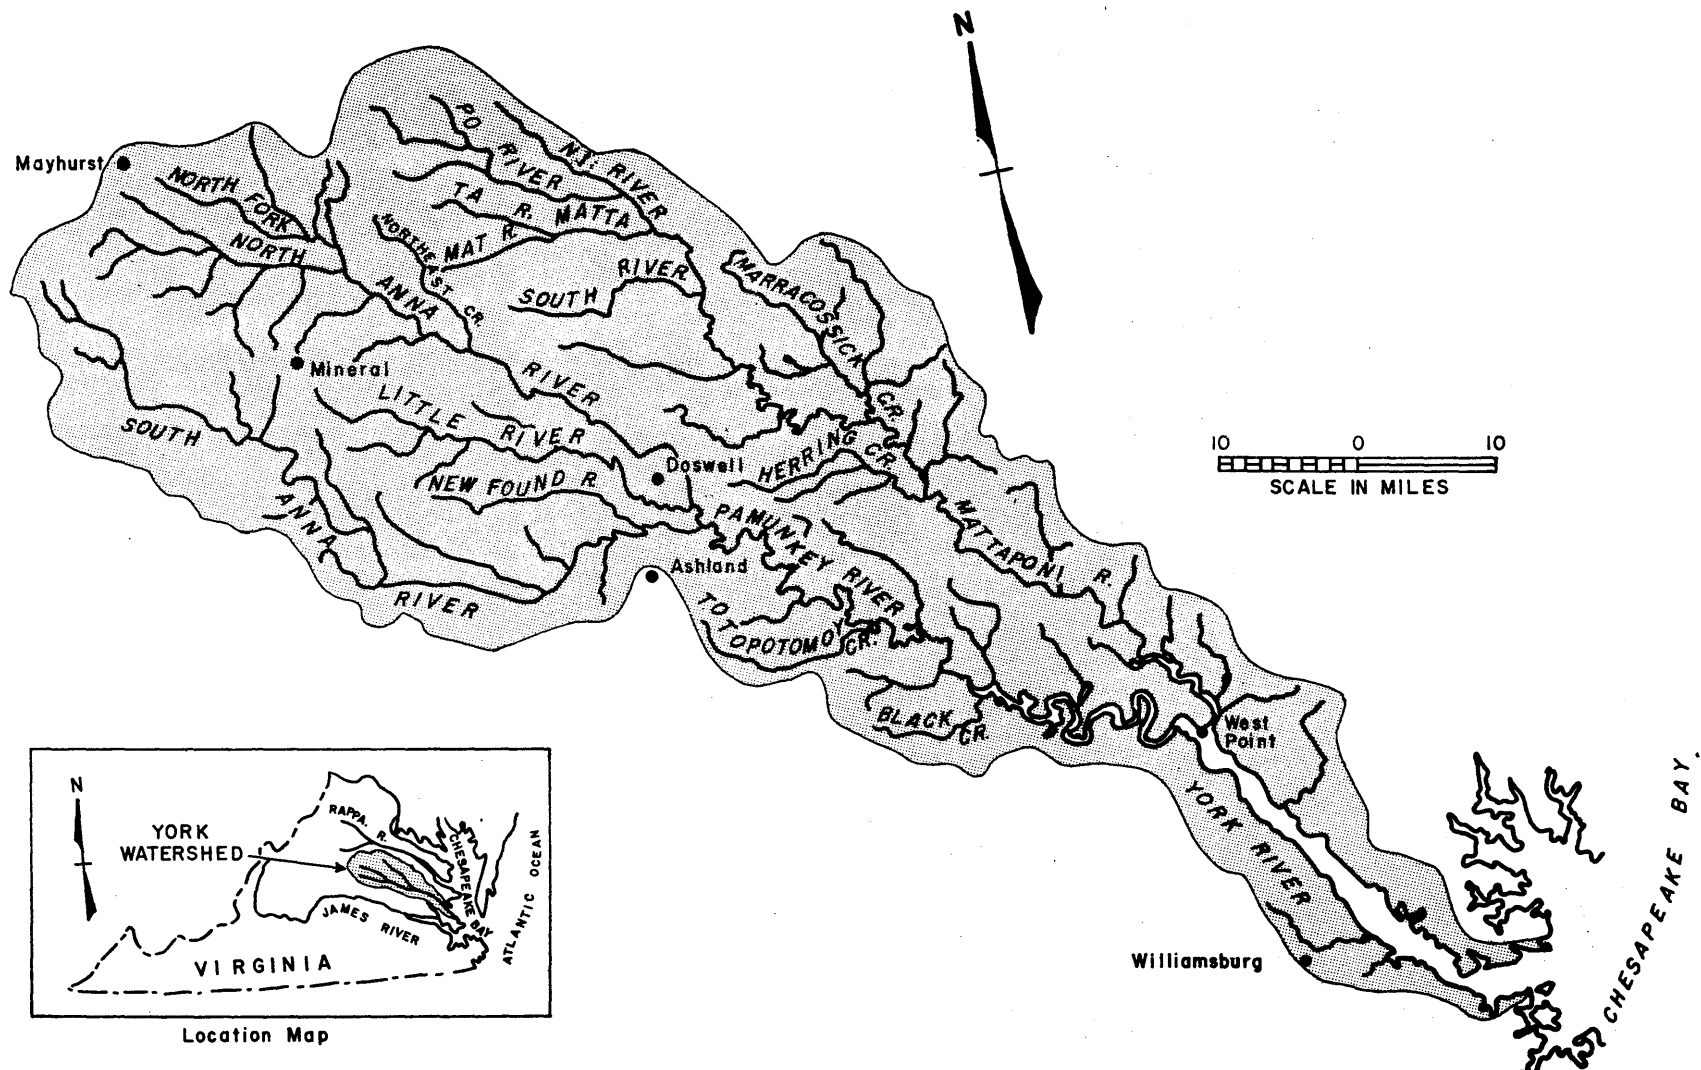 N
Mayhurst
PO
RIVER
NI. RIVER
NORTH
FORK
TA R.
MATTA
NORTHEAST CR.
MAT R.
NORTH
ANNA
RIVER
SOUTH RIVER
MARRACOSSICK
CR.
Mineral
LITTLE RIVER
SOUTH
ANNA
RIVER
Doswell
HERRING CR.
NEW FOUND R
PAMUNKEY RIVER
MATTAPONI R.
Ashland
TOTOPOTOMOY
CR.
BLACK
CR.
10 0 10
SCALE IN MILES
West
Point
YORK RIVER
Williamsburg
CHESAPEAKE BAY.
N
YORK
WATERSHED
RAPPA. R.
CHESAPEAKE BAY
ATLANTIC OCEAN
JAMES RIVER
VIRGINIA
Location Map